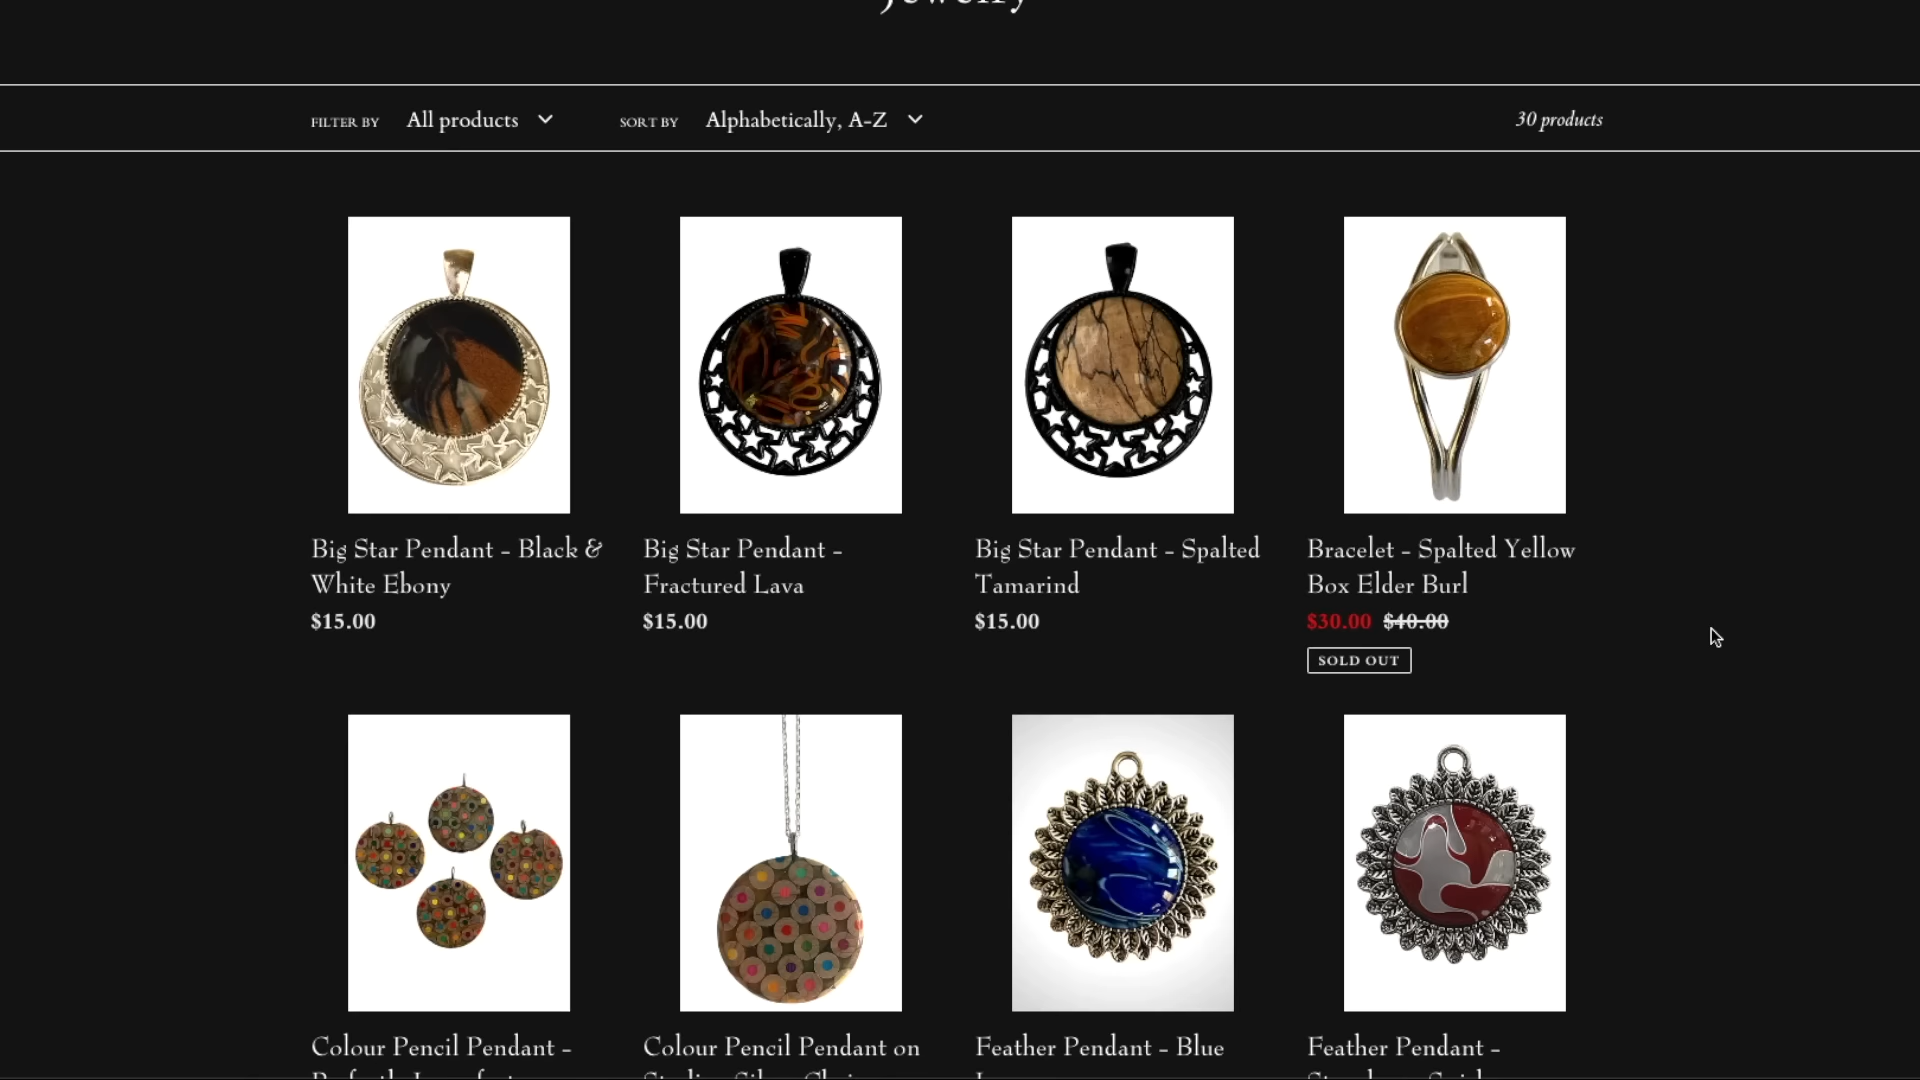 Jewelry
FILTER BY All products SORT BY Alphabetically, A-Z 30 products
Big Star Pendant - Black &
White Ebony
$15.00
Big Star Pendant -
Fractured Lava
$15.00
Big Star Pendant - Spalted
Tamarind
$15.00
Bracelet - Spalted Yellow
Box Elder Burl
$30.00 $40.00
SOLD OUT
Colour Pencil Pendant -
Colour Pencil Pendant on
Feather Pendant - Blue
Feather Pendant -